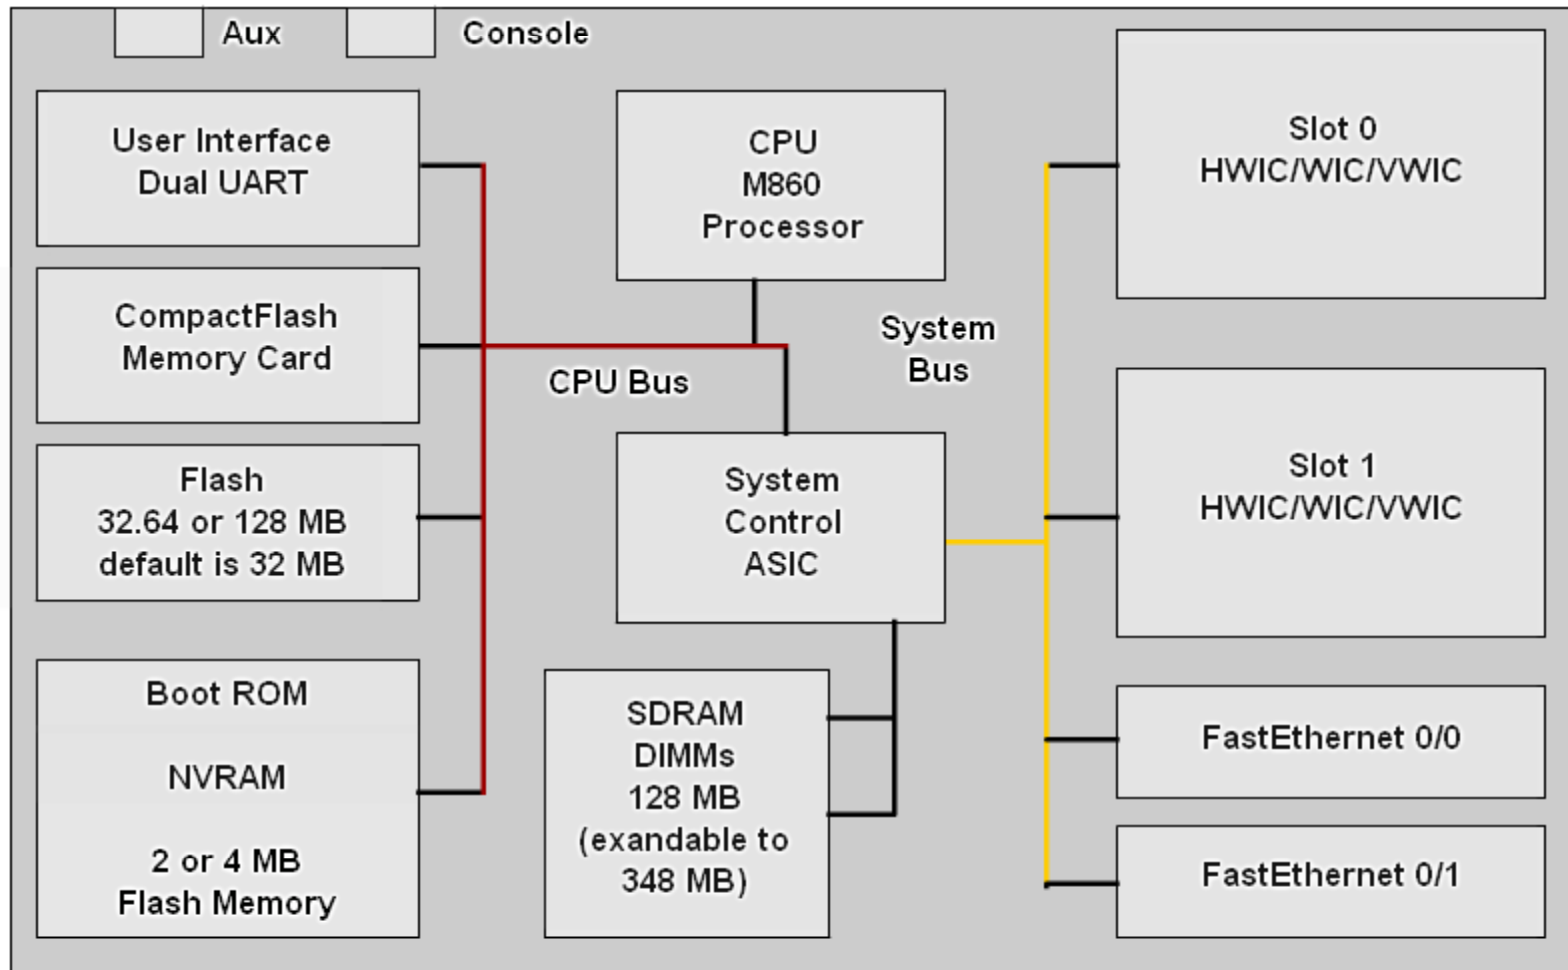 Aux
Console
User Interface
Dual UART
CompactFlash
Memory Card
Flash
32.64 or 128 MB
default is 32 MB
Boot ROM
NVRAM
2 or 4 MB
Flash Memory
CPU
M860
Processor
CPU Bus
System
Bus
System
Control
ASIC
SDRAM
DIMMs
128 MB
(exandable to
348 MB)
Slot 0
HWIC/WIC/VWIC
Slot 1
HWIC/WIC/VWIC
FastEthernet 0/0
FastEthernet 0/1